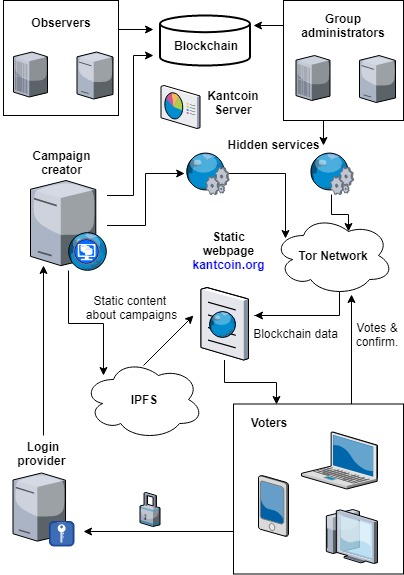 Observers
Blockchain
Group
administrators
Kantcoin
Server
Hidden services
Campaign
creator
Static
webpage
kantcoin.org
Tor Network
Static content
about campaigns
Blockchain data
Votes &
confirm.
IPFS
Voters
Login
provider